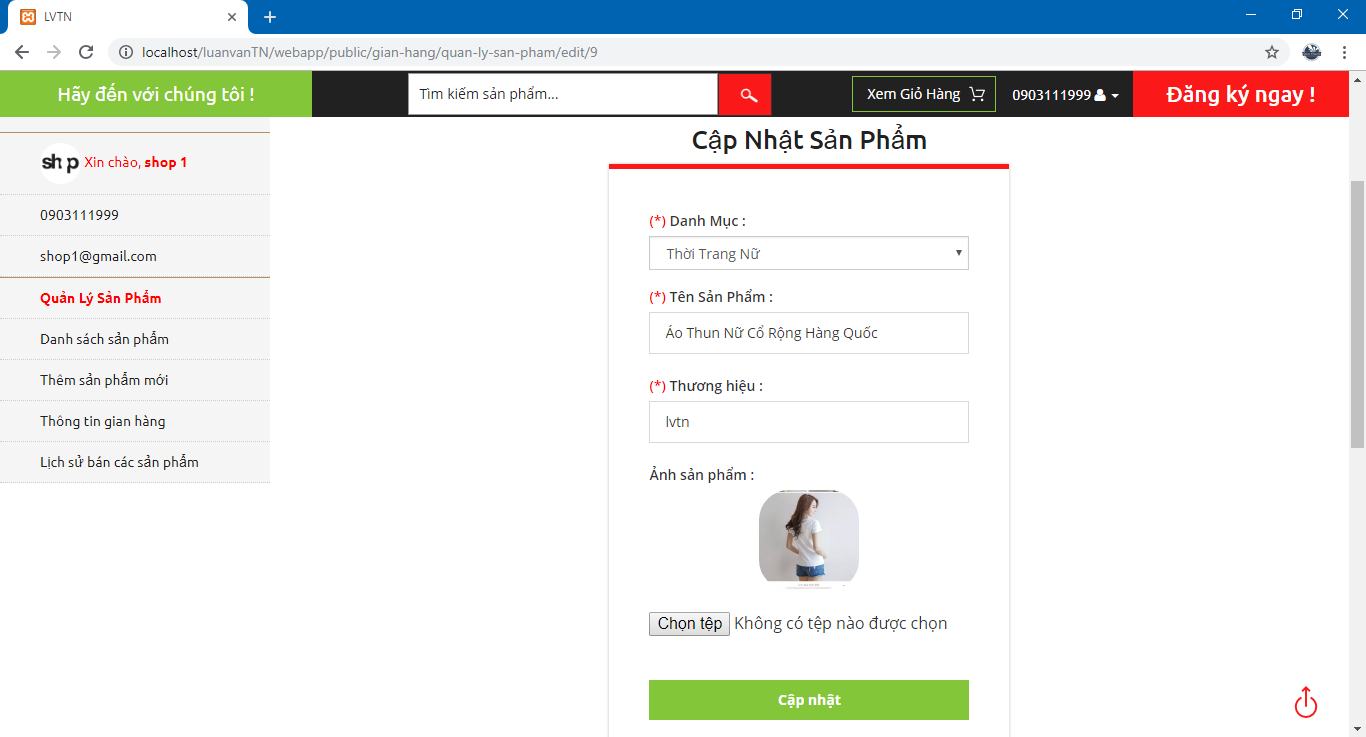 LVTN
localhost/luanvanTN/webapp/public/gian-hang/quan-ly-san-pham/edit/9
Hãy đến với chúng tôi !
Tìm kiếm sản phẩm...
Xem Giỏ Hàng
0903111999
Đăng ký ngay !
Cập Nhật Sản Phẩm
sh p Xin chào, shop 1
0903111999
shop1@gmail.com
Quản Lý Sản Phẩm
Danh sách sản phẩm
Thêm sản phẩm mới
Thông tin gian hàng
Lịch sử bán các sản phẩm
(*) Danh Mục :
Thời Trang Nữ
(*) Tên Sản Phẩm :
Áo Thun Nữ Cổ Rộng Hàng Quốc
(*) Thương hiệu :
lvtn
Ảnh sản phẩm :
Chọn tệp Không có tệp nào được chọn
Cập nhật